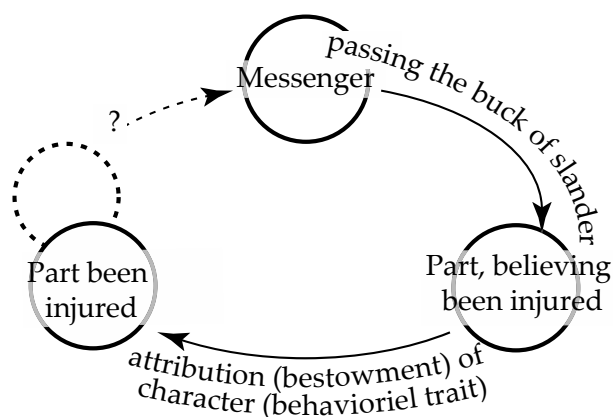 passing the buck of slander
Messenger
?
Part been
injured
Part, believing
been injured
attribution (bestowment) of
character (behavioriel trait)